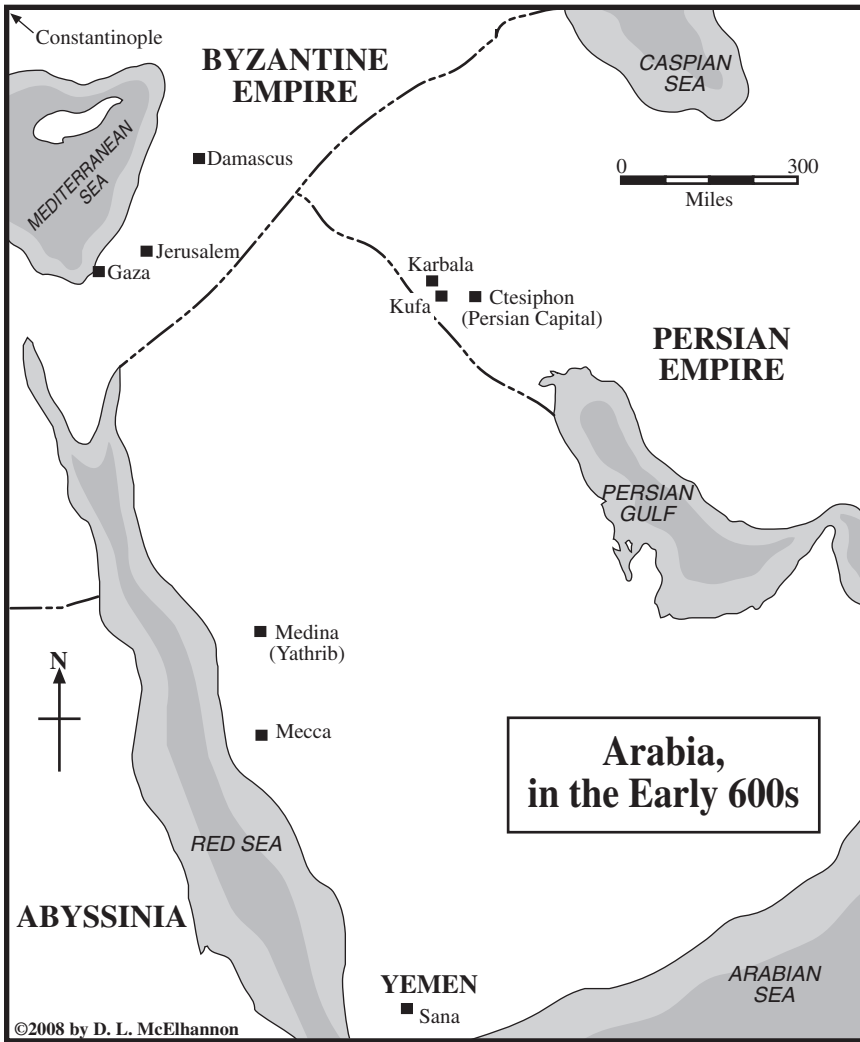 Constantinople
BYZANTINE
EMPIRE
CASPIAN
SEA
MEDITERRANEAN
SEA
Damascus
0 300
Miles
Jerusalem
Gaza
Karbala
Kufa
Ctesiphon
(Persian Capital)
PERSIAN
EMPIRE
PERSIAN
GULF
Medina
(Yathrib)
N
Mecca
Arabia,
in the Early 600s
RED SEA
ABYSSINIA
YEMEN
Sana
ARABIAN
SEA
©2008 by D. L. McElhannon